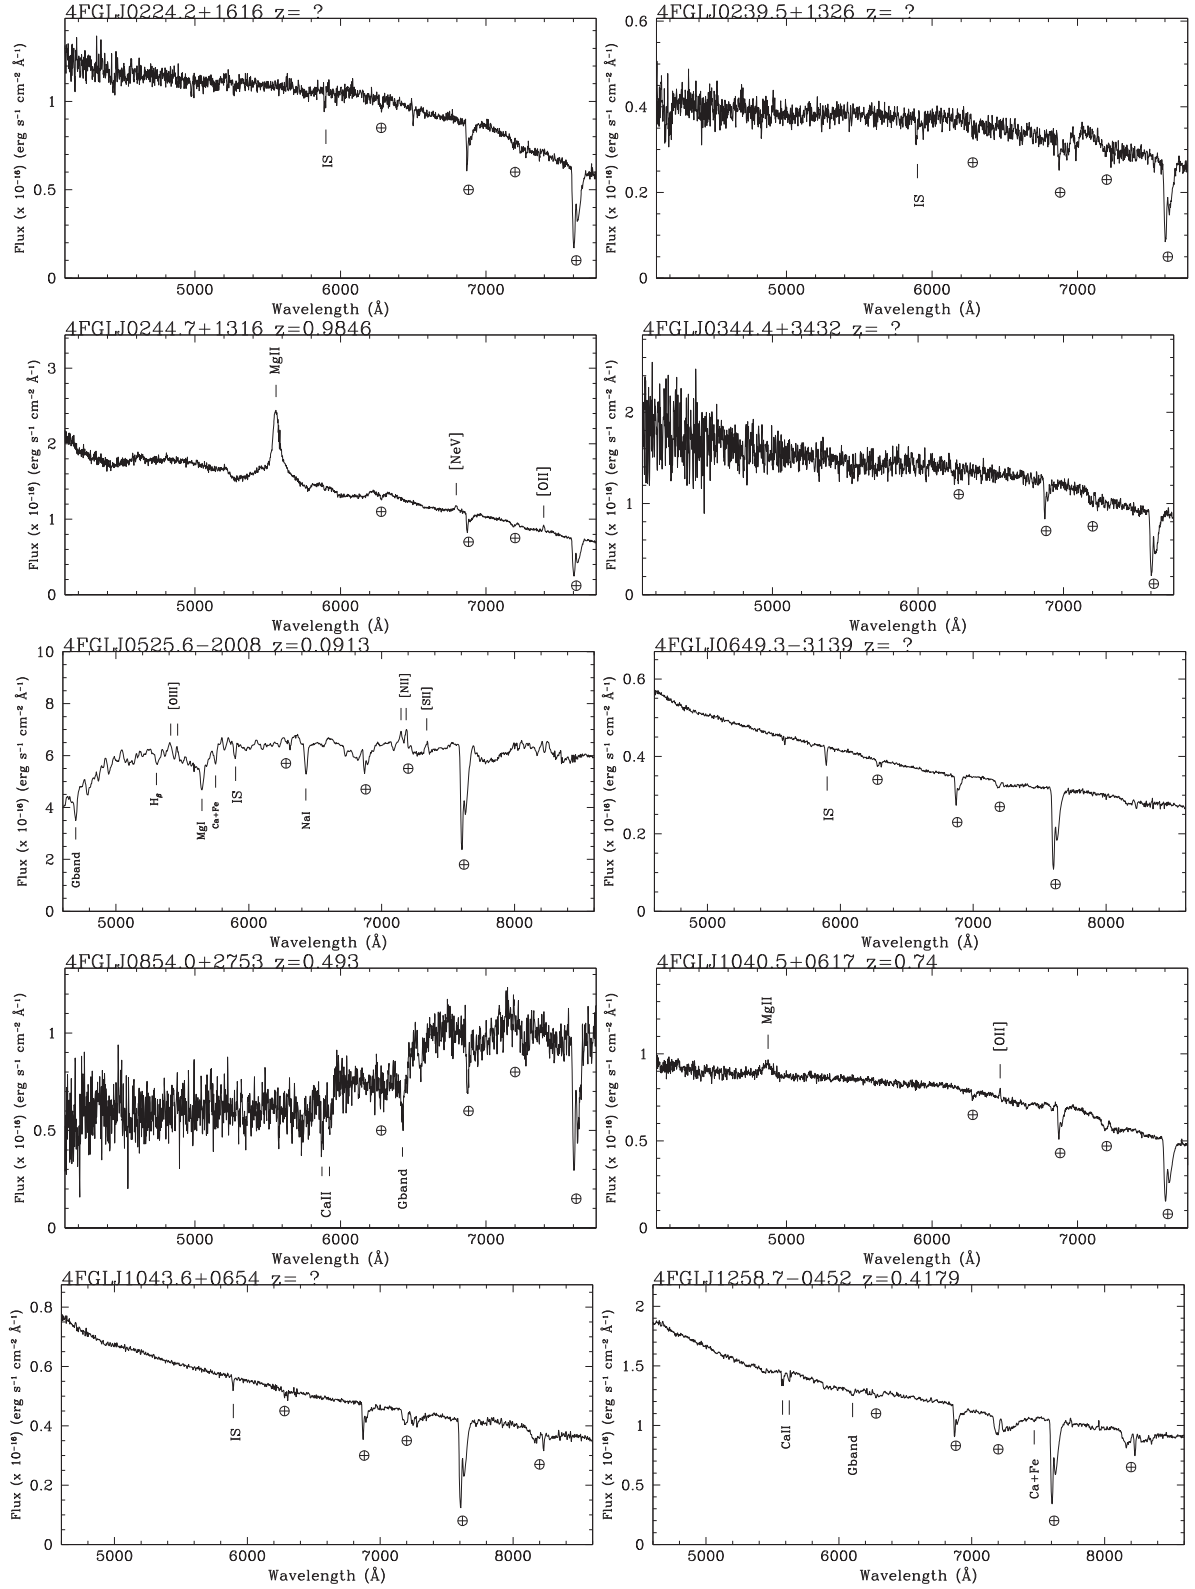 4FGLJ0224.2+1616 z= ?
Flux (x 10⁻¹⁶) (erg s⁻¹ cm⁻² Å⁻¹)
1
0.5
0
IS
⊕
⊕
⊕
⊕
5000 6000 7000
Wavelength (Å)
4FGLJ0239.5+1326 z= ?
Flux (x 10⁻¹⁶) (erg s⁻¹ cm⁻² Å⁻¹)
0.6
0.4
0.2
0
IS
⊕
⊕
⊕
⊕
5000 6000 7000
Wavelength (Å)
4FGLJ0244.7+1316 z=0.9846
Flux (x 10⁻¹⁶) (erg s⁻¹ cm⁻² Å⁻¹)
3
2
1
0
MgII
[NeV]
[OII]
⊕
⊕
⊕
⊕
5000 6000 7000
Wavelength (Å)
4FGLJ0344.4+3432 z= ?
Flux (x 10⁻¹⁶) (erg s⁻¹ cm⁻² Å⁻¹)
2
1
0
⊕
⊕
⊕
⊕
5000 6000 7000
Wavelength (Å)
4FGLJ0525.6−2008 z=0.0913
Flux (x 10⁻¹⁶) (erg s⁻¹ cm⁻² Å⁻¹)
10
8
6
4
2
0
Gband
Hβ
[OIII]
MgI
Ca+Fe
IS
NaI
[NII]
[SII]
⊕
⊕
⊕
⊕
5000 6000 7000 8000
Wavelength (Å)
4FGLJ0649.3−3139 z= ?
Flux (x 10⁻¹⁶) (erg s⁻¹ cm⁻² Å⁻¹)
0.6
0.4
0.2
0
IS
⊕
⊕
⊕
⊕
5000 6000 7000 8000
Wavelength (Å)
4FGLJ0854.0+2753 z=0.493
Flux (x 10⁻¹⁶) (erg s⁻¹ cm⁻² Å⁻¹)
1
0.5
0
CaII
Gband
⊕
⊕
⊕
⊕
5000 6000 7000
Wavelength (Å)
4FGLJ1040.5+0617 z=0.74
Flux (x 10⁻¹⁶) (erg s⁻¹ cm⁻² Å⁻¹)
1
0.5
0
MgII
[OII]
⊕
⊕
⊕
⊕
5000 6000 7000
Wavelength (Å)
4FGLJ1043.6+0654 z= ?
Flux (x 10⁻¹⁶) (erg s⁻¹ cm⁻² Å⁻¹)
0.8
0.6
0.4
0.2
0
IS
⊕
⊕
⊕
⊕
⊕
5000 6000 7000 8000
Wavelength (Å)
4FGLJ1258.7−0452 z=0.4179
Flux (x 10⁻¹⁶) (erg s⁻¹ cm⁻² Å⁻¹)
2
1.5
1
0.5
0
CaII
Gband
Ca+Fe
⊕
⊕
⊕
⊕
⊕
5000 6000 7000 8000
Wavelength (Å)